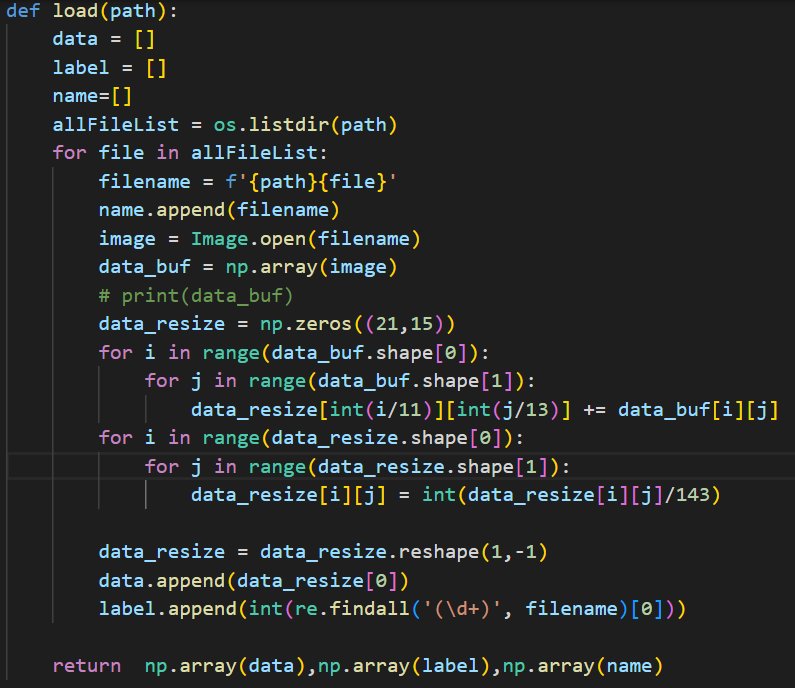 def load(path):
    data = []
    label = []
    name=[]
    allFileList = os.listdir(path)
    for file in allFileList:
        filename = f'{path}{file}'
        name.append(filename)
        image = Image.open(filename)
        data_buf = np.array(image)
        # print(data_buf)
        data_resize = np.zeros((21,15))
        for i in range(data_buf.shape[0]):
            for j in range(data_buf.shape[1]):
                data_resize[int(i/11)][int(j/13)] += data_buf[i][j]
        for i in range(data_resize.shape[0]):
            for j in range(data_resize.shape[1]):
                data_resize[i][j] = int(data_resize[i][j]/143)

        data_resize = data_resize.reshape(1,-1)
        data.append(data_resize[0])
        label.append(int(re.findall('(\d+)', filename)[0]))

    return  np.array(data),np.array(label),np.array(name)